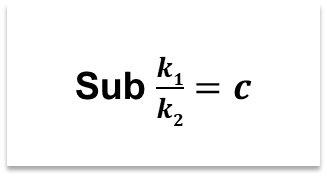 Sub k₁/k₂ = c